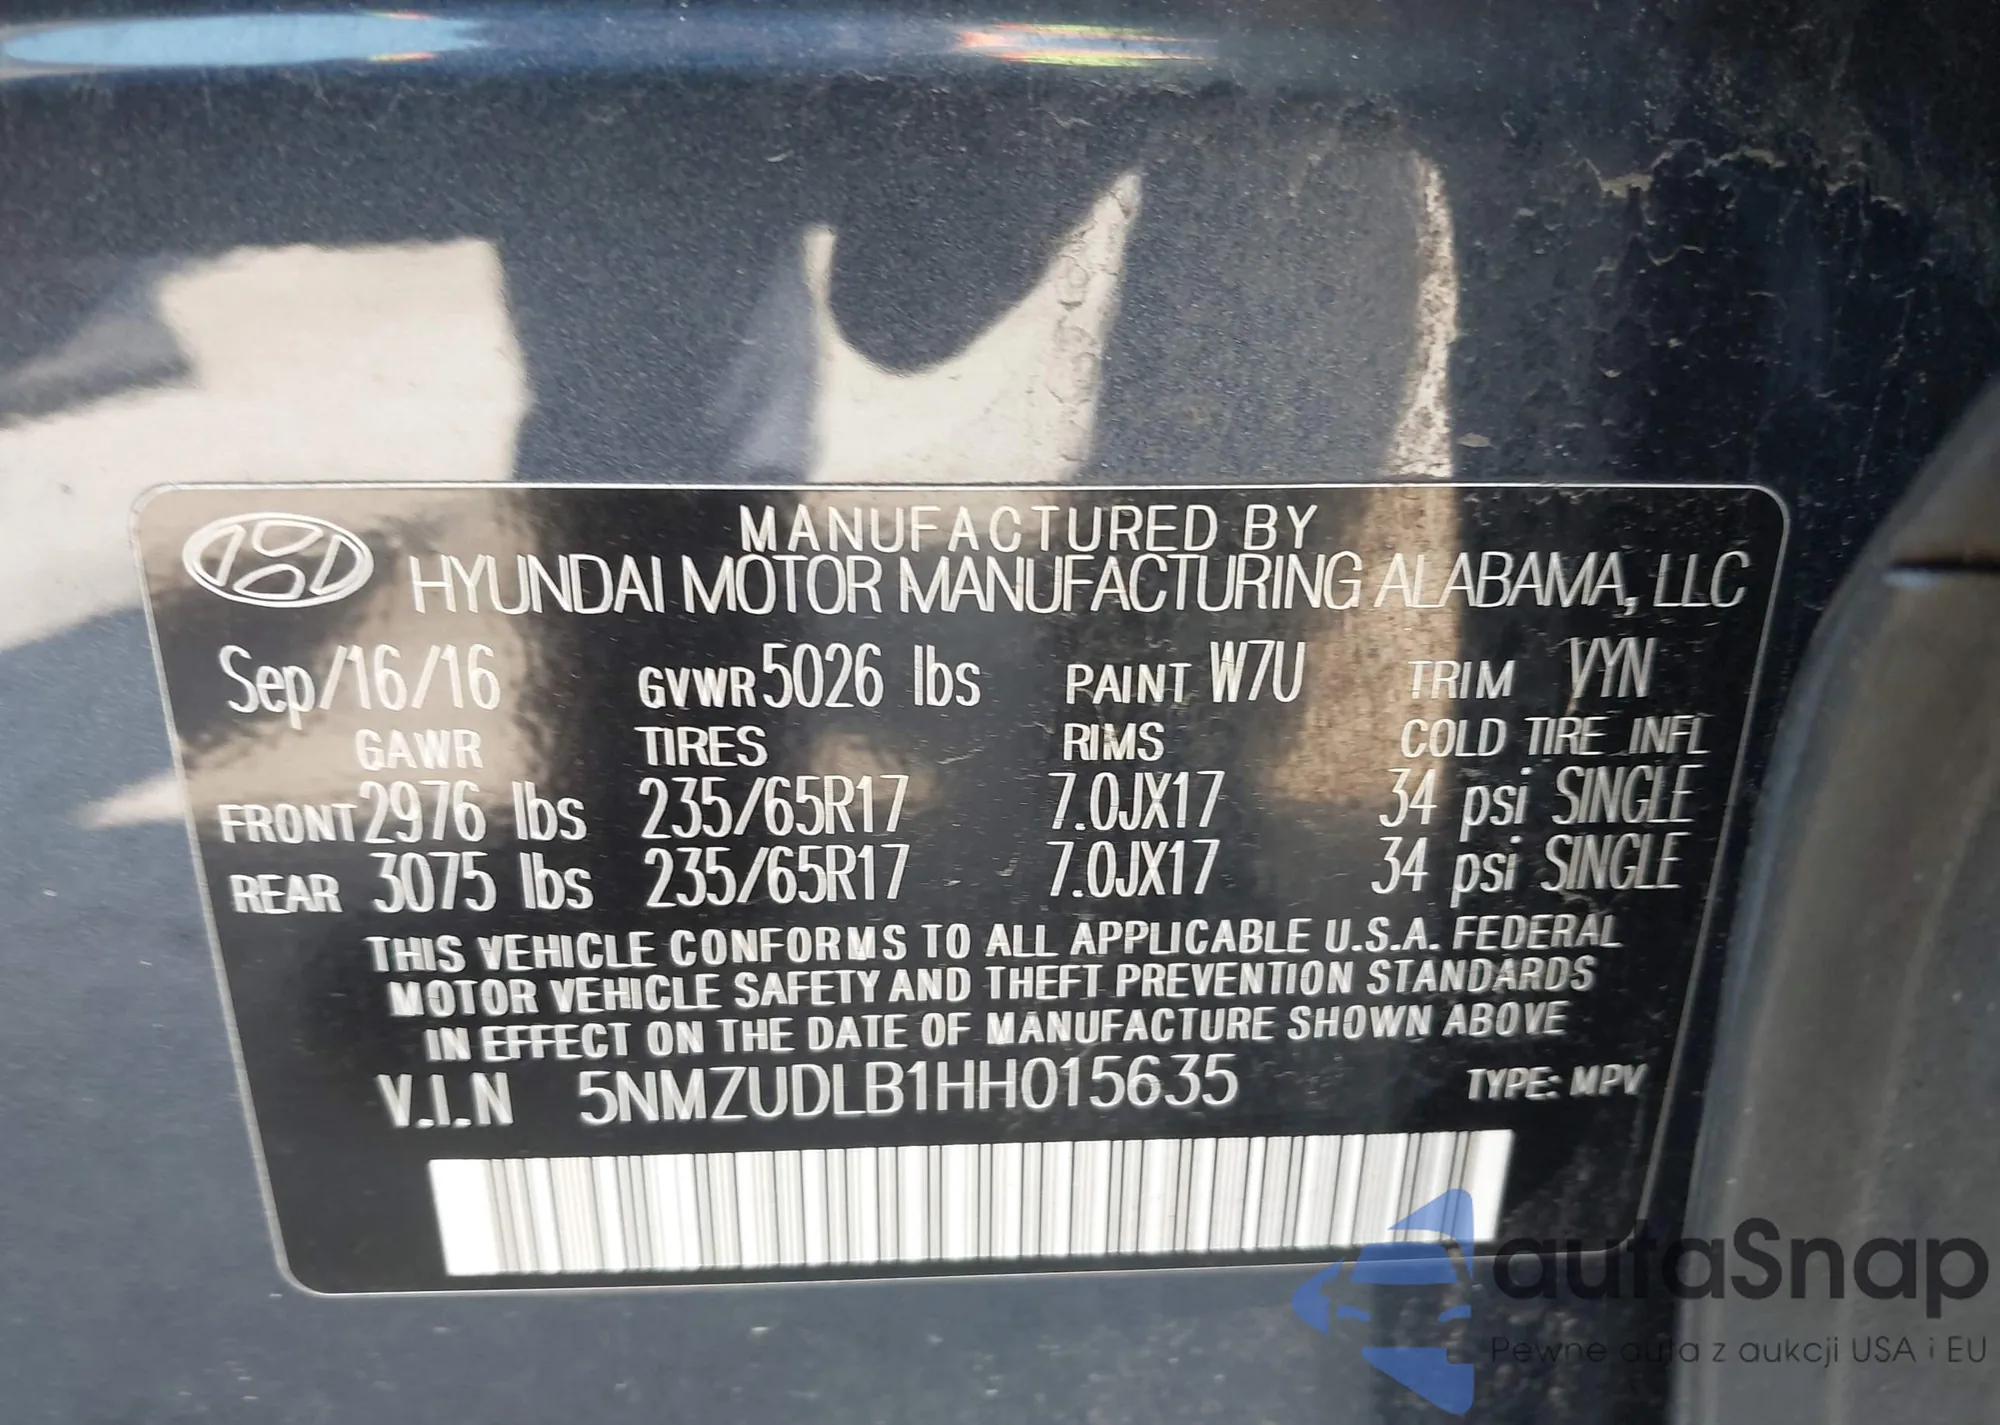 MANUFACTURED BY
HYUNDAI MOTOR MANUFACTURING ALABAMA, LLC
Sep/16/16 GVWR 5026 lbs PAINT W7U TRIM VYN
GAWR TIRES RIMS COLD TIRE INFL
FRONT 2976 lbs 235/65R17 7.0JX17 34 psi SINGLE
REAR 3075 lbs 235/65R17 7.0JX17 34 psi SINGLE
THIS VEHICLE CONFORMS TO ALL APPLICABLE U.S.A. FEDERAL
MOTOR VEHICLE SAFETY AND THEFT PREVENTION STANDARDS
IN EFFECT ON THE DATE OF MANUFACTURE SHOWN ABOVE
V.I.N 5NMZUDLB1HH015635 TYPE: MPV
autaSnap
Pewne auta z aukcji USA i EU